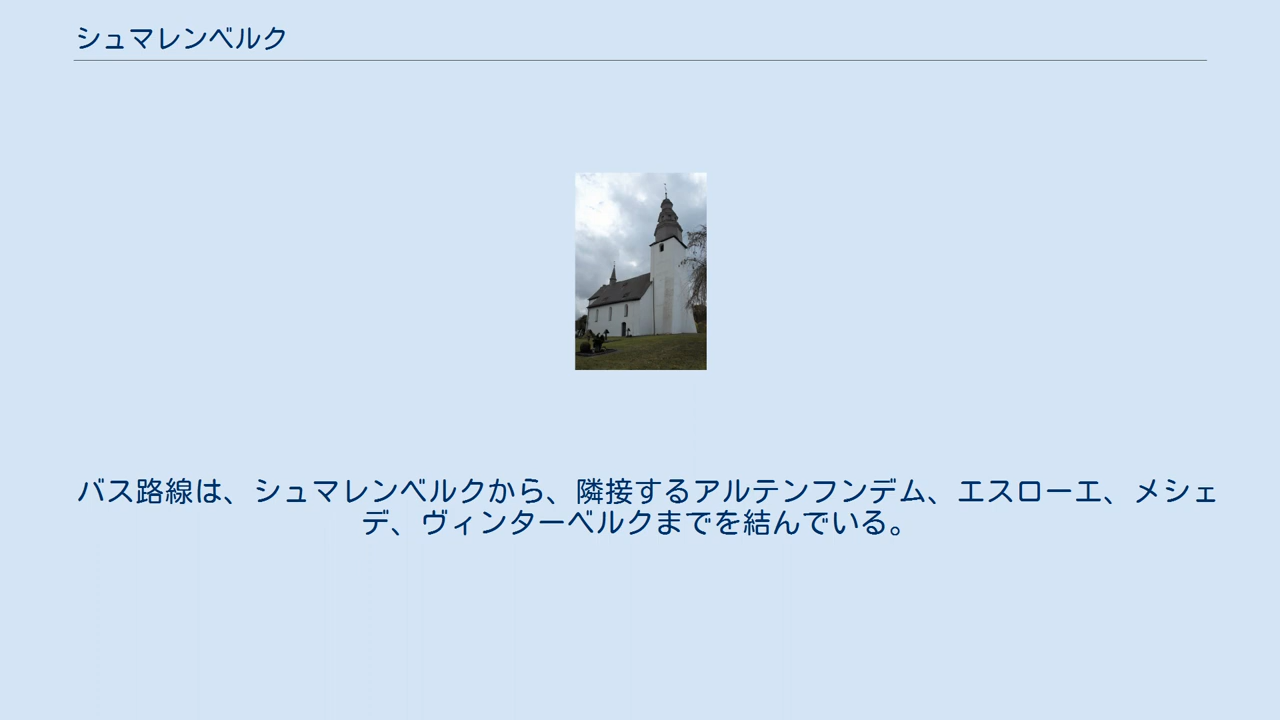 シュマレンベルク
バス路線は、シュマレンベルクから、隣接するアルテンフンデム、エスローエ、メシェ
デ、ヴィンターベルクまでを結んでいる。